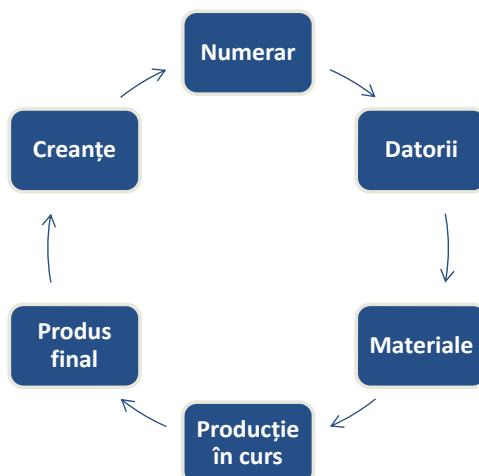 Numerar
Datorii
Materiale
Producție
în curs
Produs
final
Creanțe